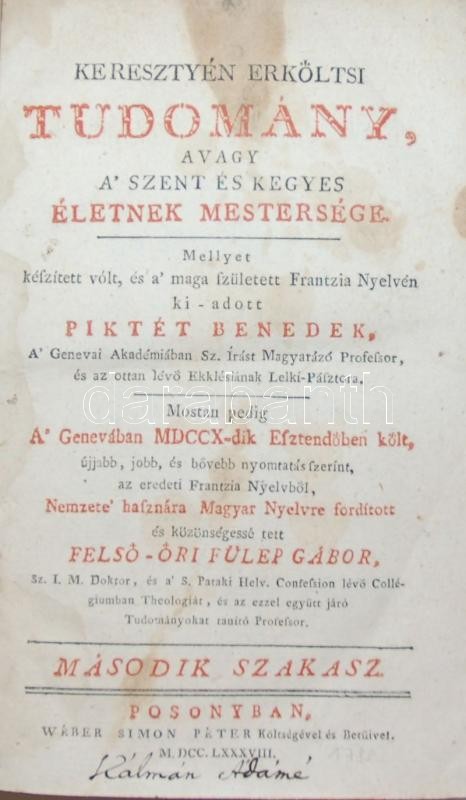 KERESZTYÉN ERKÖLTSI
TUDOMÁNY,
AVAGY
A' SZENT ÉS KEGYES
ÉLETNEK MESTERSÉGE.
Mellyet
kéſzített vólt, és a' maga ſzületett Frantzia Nyelvén
ki-adott
PIKTÉT BENEDEK,
A' Genevai Akadémiában Sz. Írást Magyarázó Profeſsor,
és az ottan lévő Ekkléſiának Lelki-Páſztora.
darabanth
Mostan pedig
A' Genevában MDCCX-dik Eſztendőben költ,
újjabb, jobb, és bővebb nyomtatás ſzerint,
az eredeti Frantzia Nyelvből,
Nemzete' haſznára Magyar Nyelvre fordított
és közönségessé tett
FELSŐ-ŐRI FÜLEP GÁBOR,
Sz. I. M. Doktor, és a' S. Pataki Helv. Confeſsion lévő Collé-
giumban Theologiát, és az ezzel együtt járó
Tudományokat tanító Profeſsor.
MÁSODIK SZAKASZ.
POSONYBAN,
WÉBER SIMON PÉTER Költségével és Betűivel.
M. DCC. LXXXVIII.
Kálmán Ádámé